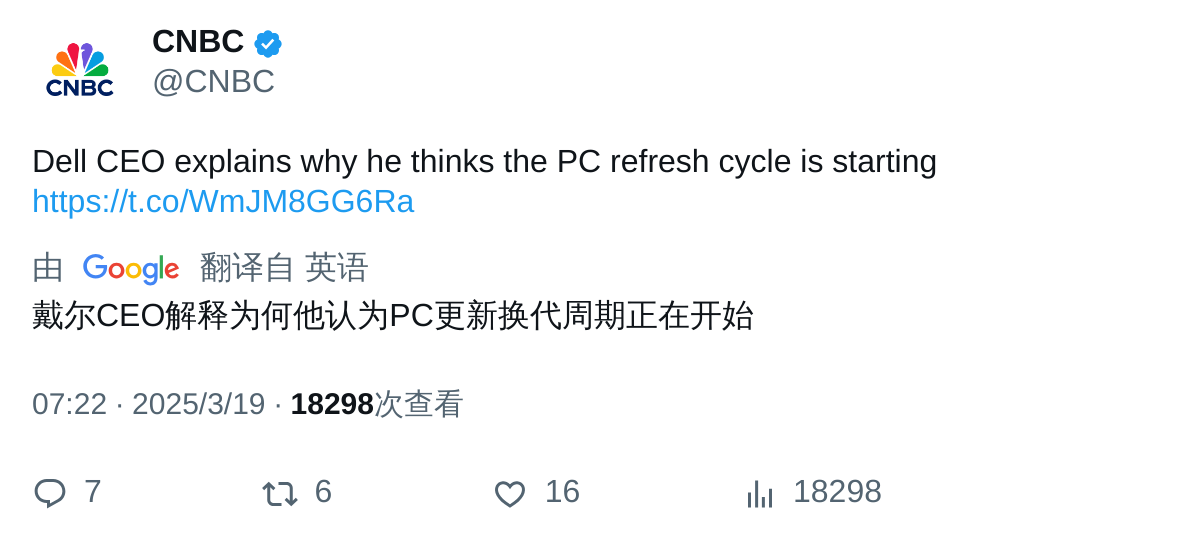 CNBC
@CNBC
CNBC
Dell CEO explains why he thinks the PC refresh cycle is starting
https://t.co/WmJM8GG6Ra
由 Google 翻译自 英语
戴尔CEO解释为何他认为PC更新换代周期正在开始
07:22 · 2025/3/19 · 18298次查看
7 6 16 18298